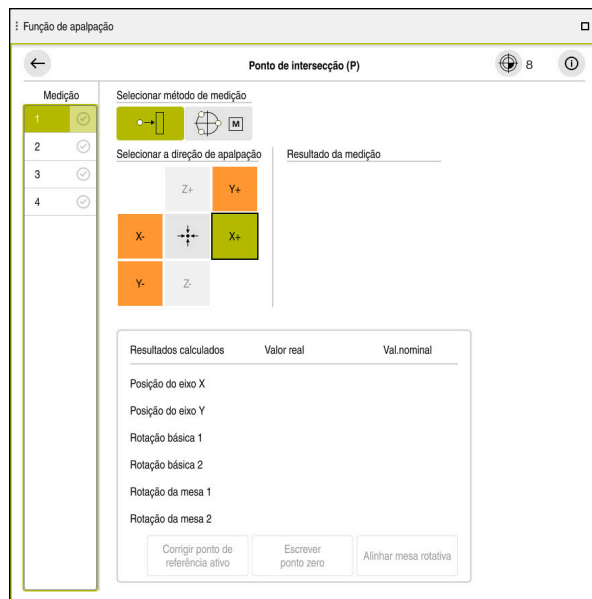 Função de apalpação
Ponto de intersecção (P)
8
Medição
1
2
3
4
Selecionar método de medição
M
Selecionar a direção de apalpação
Resultado da medição
Z+
Y+
X-
X+
Y-
Z-
Resultados calculados Valor real Val.nominal
Posição do eixo X
Posição do eixo Y
Rotação básica 1
Rotação básica 2
Rotação da mesa 1
Rotação da mesa 2
Corrigir ponto de
referência ativo
Escrever
ponto zero
Alinhar mesa rotativa